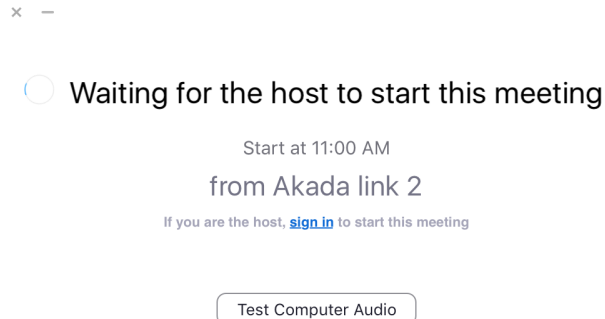 Waiting for the host to start this meeting
Start at 11:00 AM
from Akada link 2
If you are the host, sign in to start this meeting
Test Computer Audio